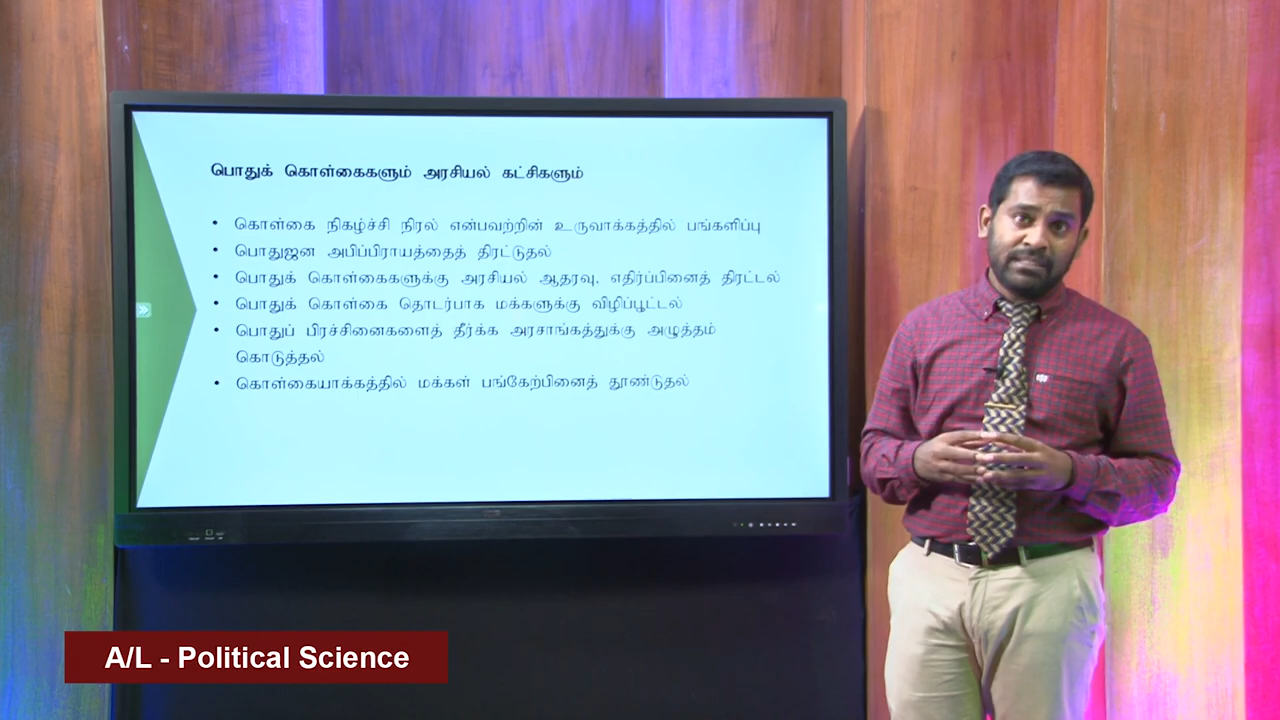 பொதுக் கொள்கைகளும் அரசியல் கட்சிகளும்
• கொள்கை நிகழ்ச்சி நிரல் என்பவற்றின் உருவாக்கத்தில் பங்களிப்பு
• பொதுஜன அபிப்பிராயத்தைத் திரட்டுதல்
• பொதுக் கொள்கைகளுக்கு அரசியல் ஆதரவு, எதிர்ப்பினைத் திரட்டல்
• பொதுக் கொள்கை தொடர்பாக மக்களுக்கு விழிப்பூட்டல்
• பொதுப் பிரச்சினைகளைத் தீர்க்க அரசாங்கத்துக்கு அழுத்தம்
கொடுத்தல்
• கொள்கையாக்கத்தில் மக்கள் பங்கேற்பினைத் தூண்டுதல்
A/L - Political Science